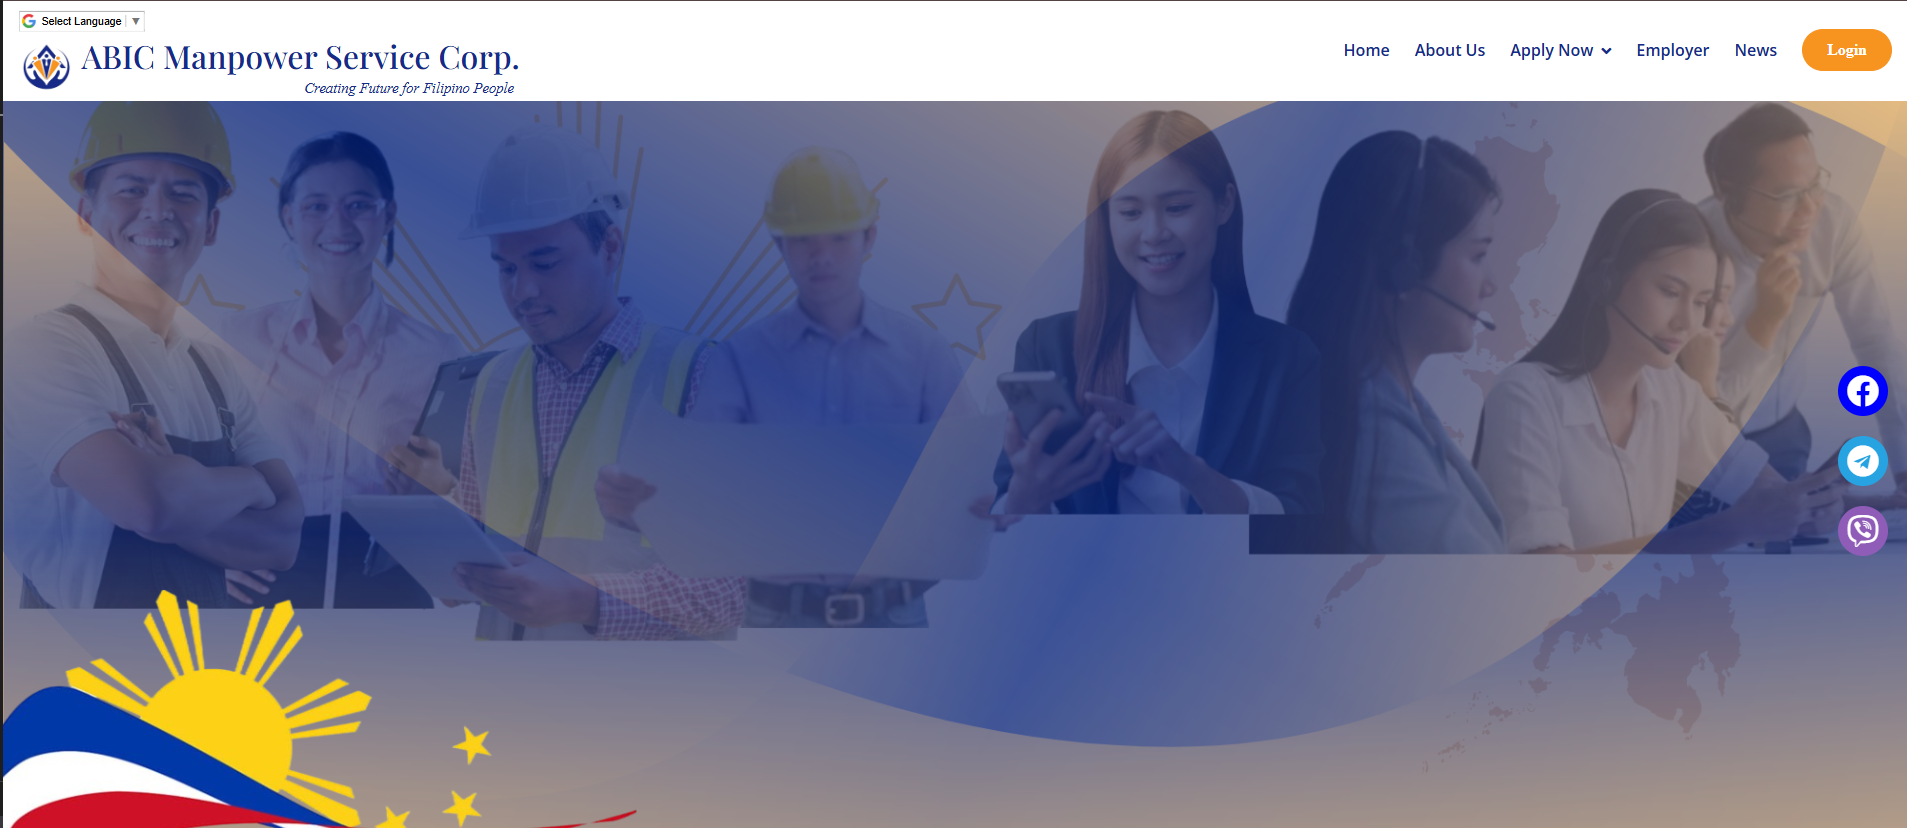 Select Language ▼
ABIC Manpower Service Corp.
Creating Future for Filipino People
Home
About Us
Apply Now
Employer
News
Login